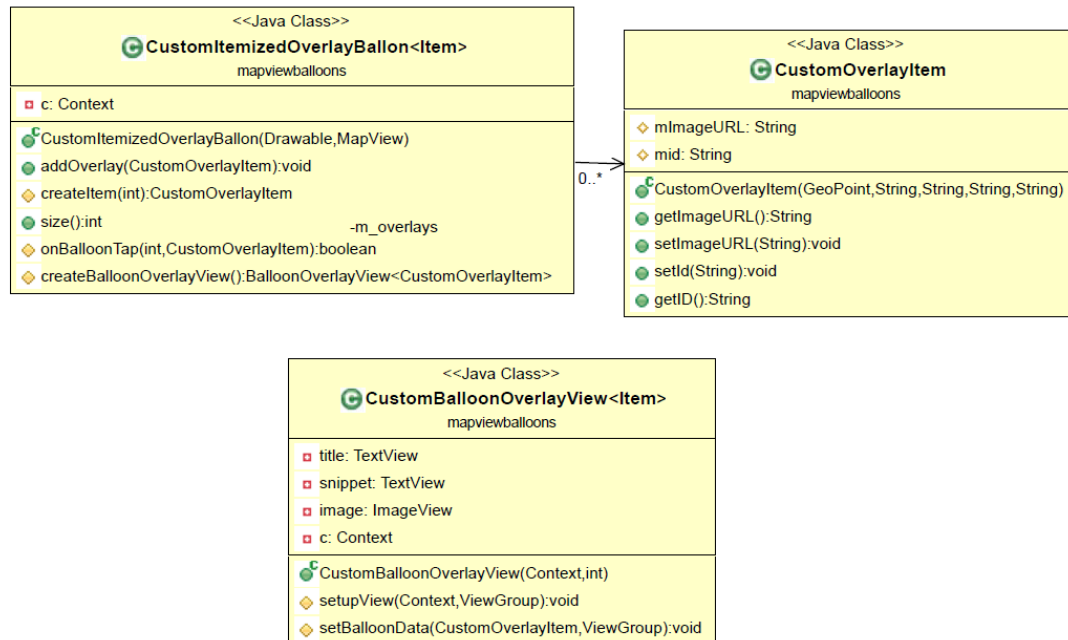 <<Java Class>>
CustomItemizedOverlayBallon<Item>
mapviewballoons
c: Context
CustomItemizedOverlayBallon(Drawable,MapView)
addOverlay(CustomOverlayItem):void
createItem(int):CustomOverlayItem
size():int
-m_overlays
onBalloonTap(int,CustomOverlayItem):boolean
createBalloonOverlayView():BalloonOverlayView<CustomOverlayItem>
0..*
<<Java Class>>
CustomOverlayItem
mapviewballoons
mImageURL: String
mid: String
CustomOverlayItem(GeoPoint,String,String,String,String)
getImageURL():String
setImageURL(String):void
setId(String):void
getID():String
<<Java Class>>
CustomBalloonOverlayView<Item>
mapviewballoons
title: TextView
snippet: TextView
image: ImageView
c: Context
CustomBalloonOverlayView(Context,int)
setupView(Context,ViewGroup):void
setBalloonData(CustomOverlayItem,ViewGroup):void